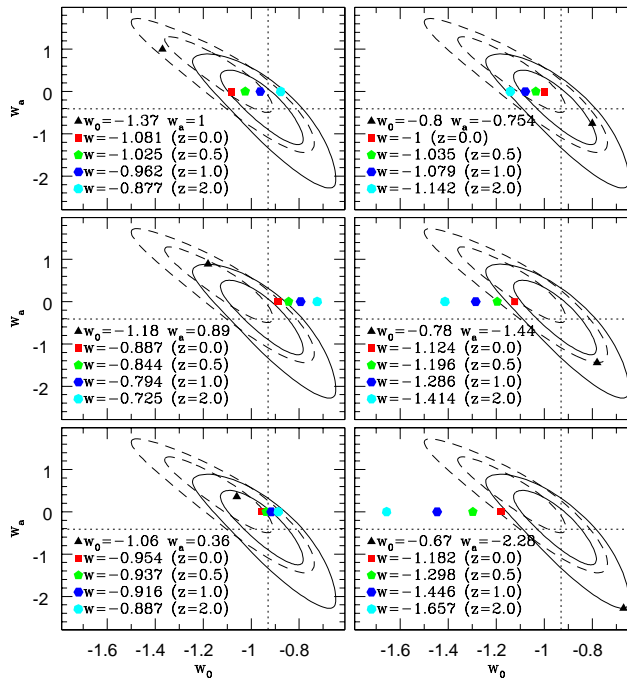 1
0
-1
-2
w_a
▲w_0=−1.37 w_a=1
■w=−1.081 (z=0.0)
w=−1.025 (z=0.5)
w=−0.962 (z=1.0)
w=−0.877 (z=2.0)
w_0=−0.8 w_a=−0.754
w=−1 (z=0.0)
w=−1.035 (z=0.5)
w=−1.079 (z=1.0)
w=−1.142 (z=2.0)
1
0
-1
-2
w_a
w_0=−1.18 w_a=0.89
w=−0.887 (z=0.0)
w=−0.844 (z=0.5)
w=−0.794 (z=1.0)
w=−0.725 (z=2.0)
w_0=−0.78 w_a=−1.44
w=−1.124 (z=0.0)
w=−1.196 (z=0.5)
w=−1.286 (z=1.0)
w=−1.414 (z=2.0)
1
0
-1
-2
w_a
w_0=−1.06 w_a=0.36
w=−0.954 (z=0.0)
w=−0.937 (z=0.5)
w=−0.916 (z=1.0)
w=−0.887 (z=2.0)
w_0=−0.67 w_a=−2.28
w=−1.182 (z=0.0)
w=−1.298 (z=0.5)
w=−1.446 (z=1.0)
w=−1.657 (z=2.0)
-1.6 -1.4 -1.2 -1 -0.8
w_0
-1.6 -1.4 -1.2 -1 -0.8
w_0